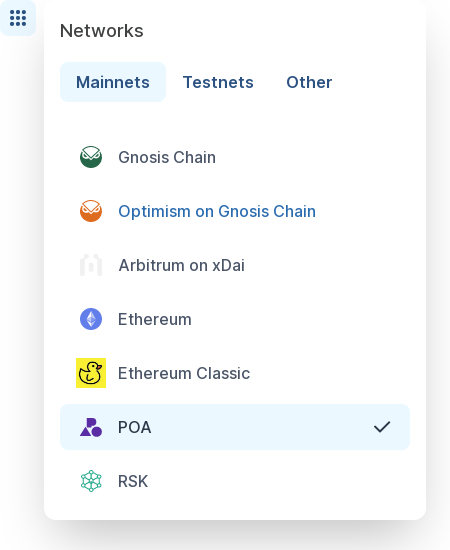 Networks
Mainnets Testnets Other
Gnosis Chain
Optimism on Gnosis Chain
Arbitrum on xDai
Ethereum
Ethereum Classic
POA
RSK